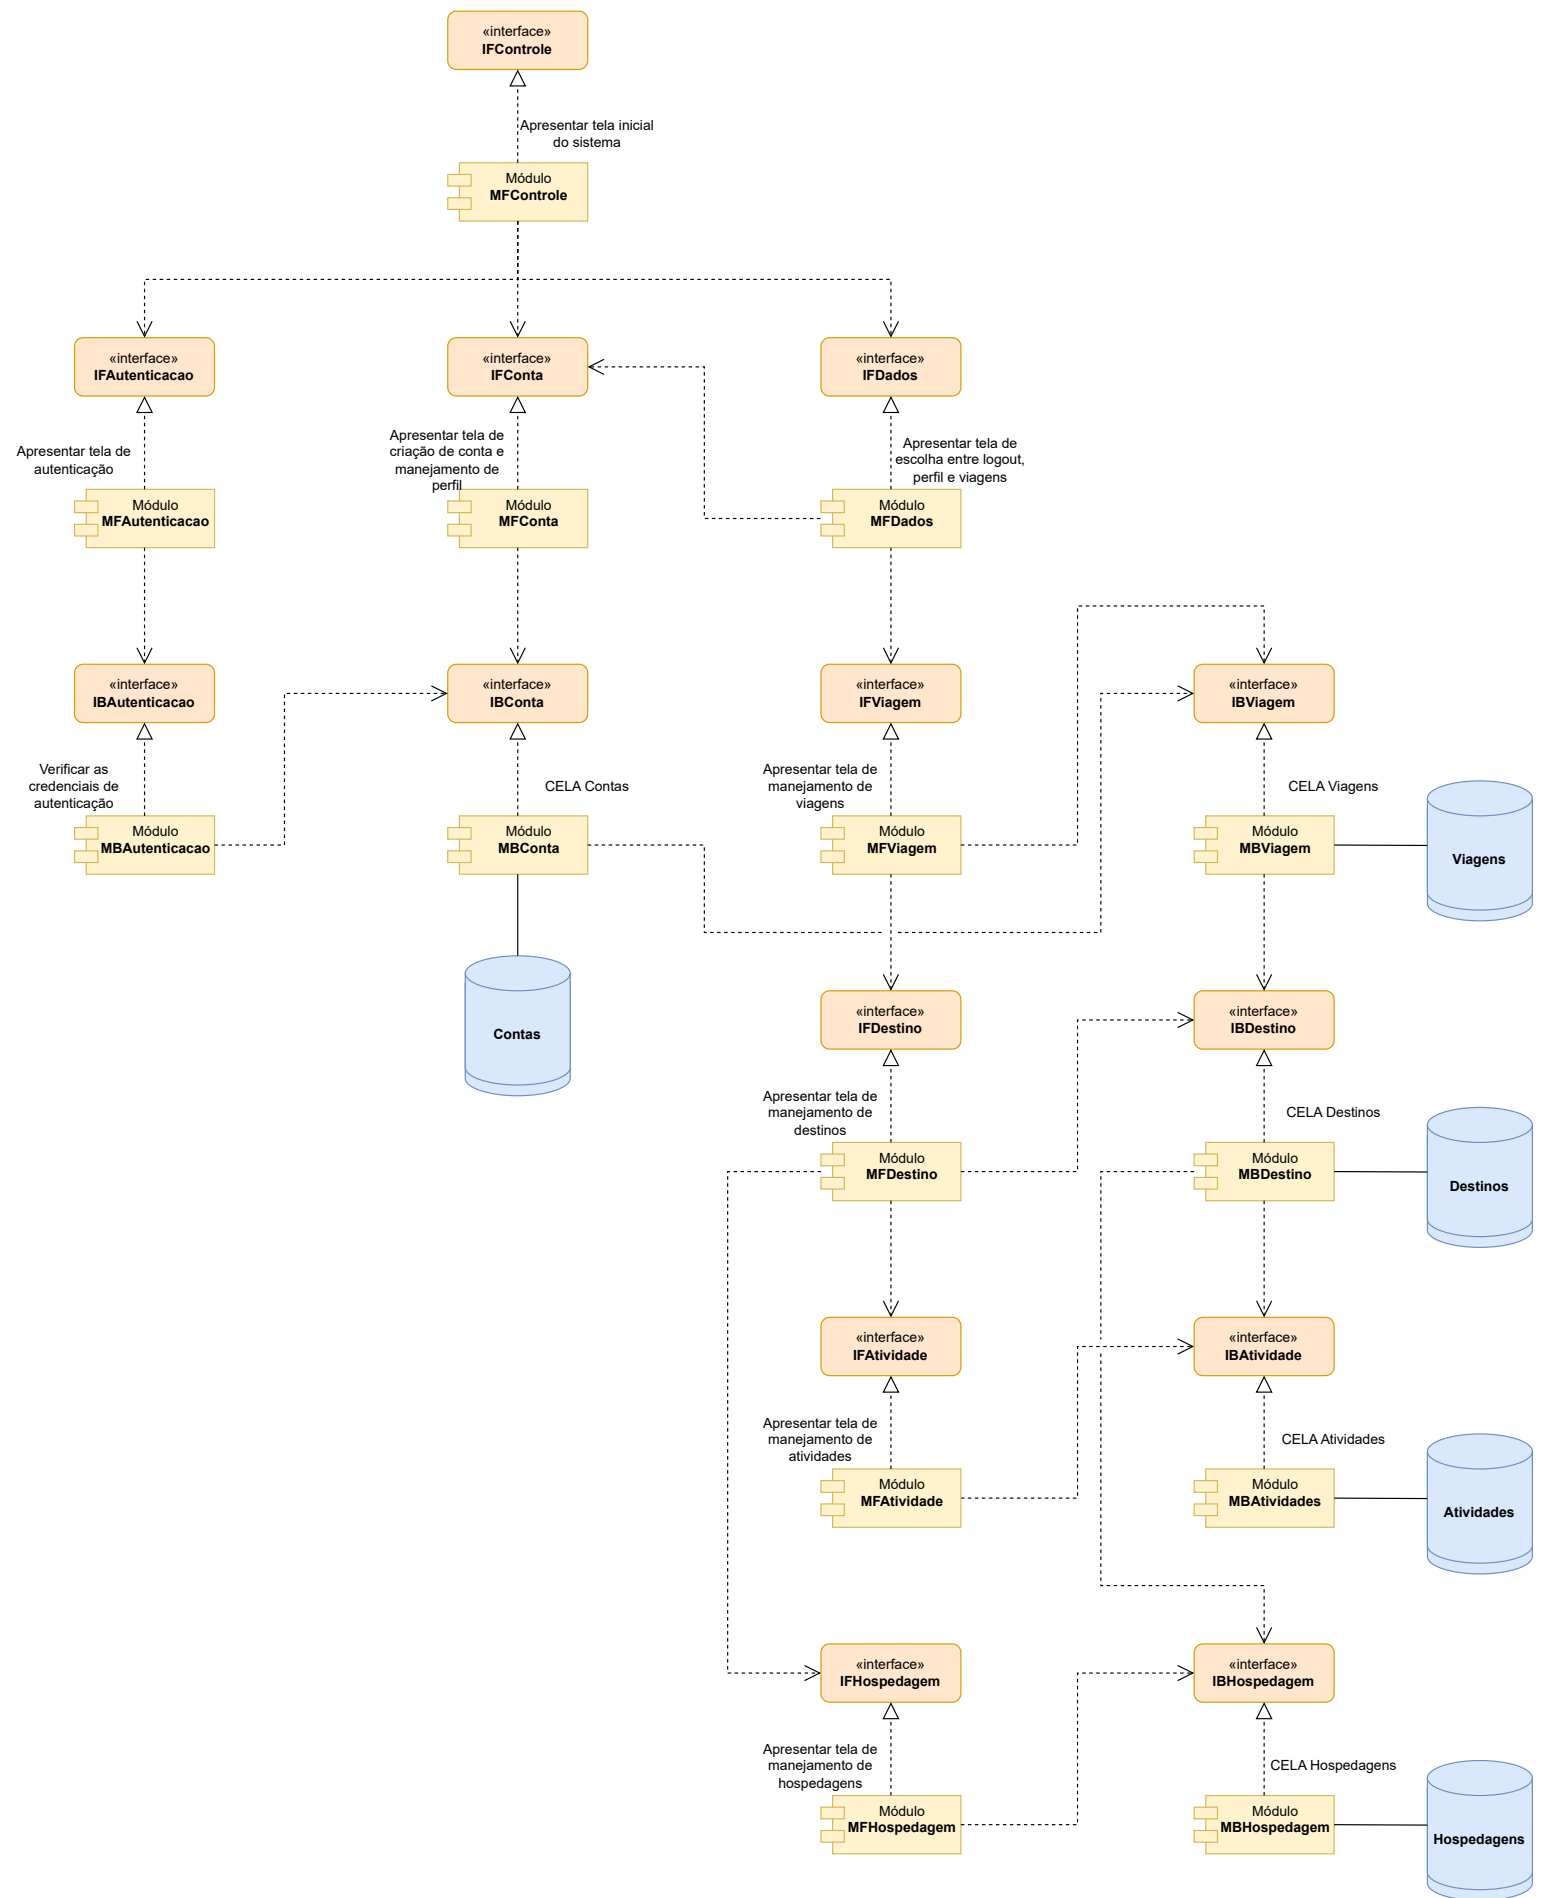 «interface»
IFControle
Apresentar tela inicial
do sistema
Módulo
MFControle
«interface»
IFAutenticacao
«interface»
IFConta
«interface»
IFDados
Apresentar tela de
autenticação
Apresentar tela de
criação de conta e
manejamento de
perfil
Apresentar tela de
escolha entre logout,
perfil e viagens
Módulo
MFAutenticacao
Módulo
MFConta
Módulo
MFDados
«interface»
IBAutenticacao
«interface»
IBConta
«interface»
IFViagem
«interface»
IBViagem
Verificar as
credenciais de
autenticação
CELA Contas
Apresentar tela de
manejamento de
viagens
CELA Viagens
Módulo
MBAutenticacao
Módulo
MBConta
Módulo
MFViagem
Módulo
MBViagem
Viagens
Contas
«interface»
IFDestino
«interface»
IBDestino
Apresentar tela de
manejamento de
destinos
CELA Destinos
Módulo
MFDestino
Módulo
MBDestino
Destinos
«interface»
IFAtividade
«interface»
IBAtividade
Apresentar tela de
manejamento de
atividades
CELA Atividades
Módulo
MFAtividade
Módulo
MBAtividades
Atividades
«interface»
IFHospedagem
«interface»
IBHospedagem
Apresentar tela de
manejamento de
hospedagens
CELA Hospedagens
Módulo
MFHospedagem
Módulo
MBHospedagem
Hospedagens